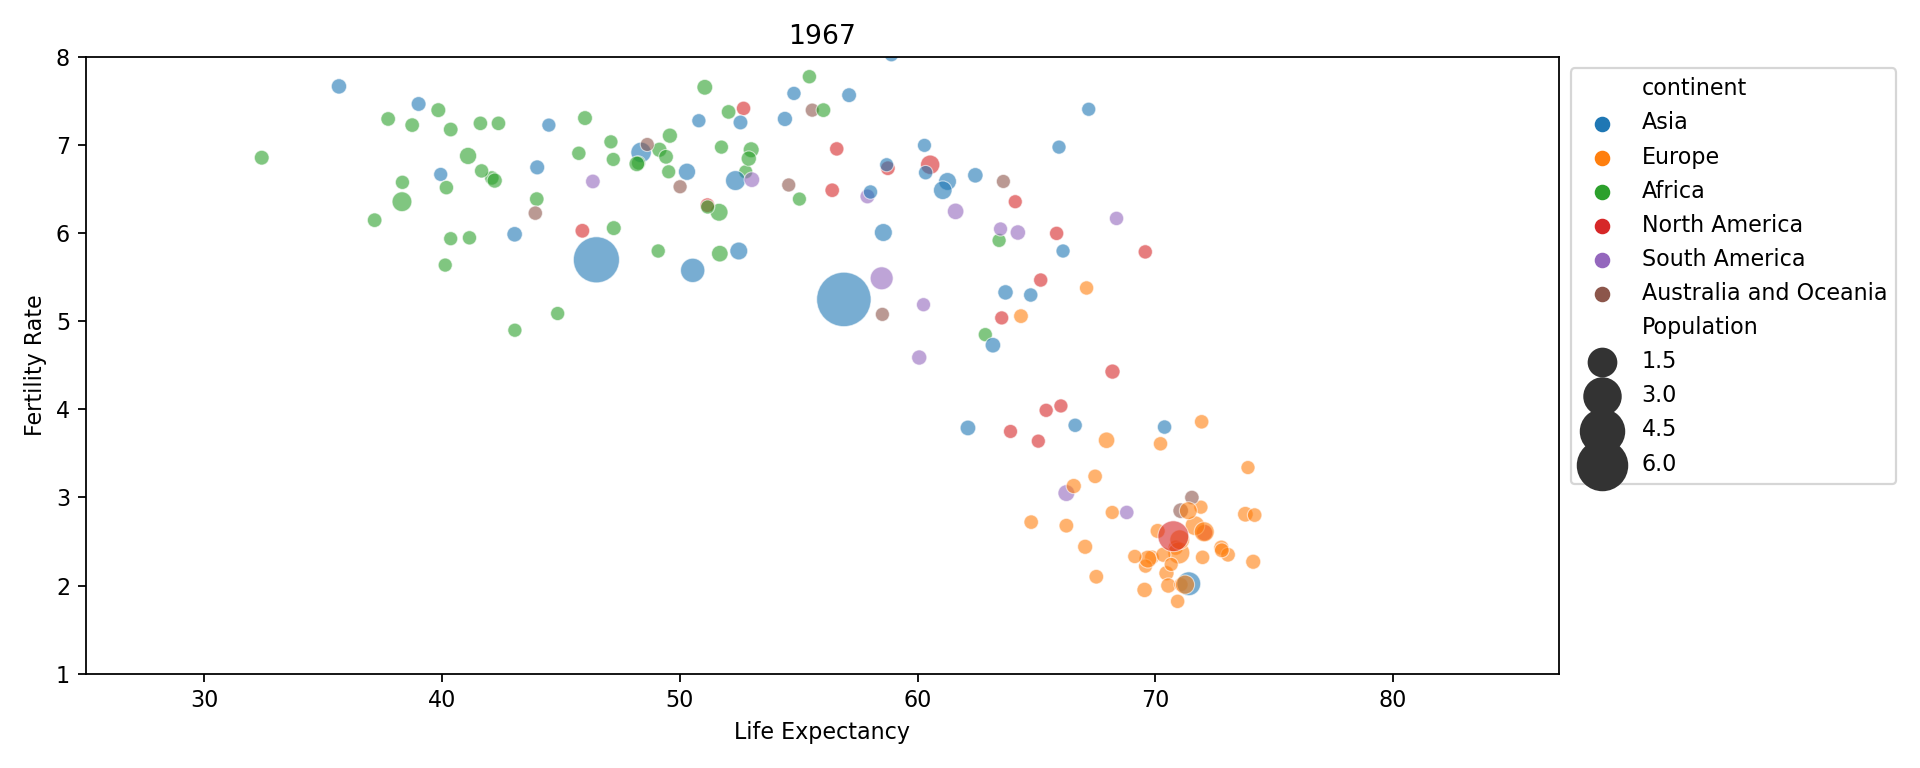 1967
8
7
6
5
4
3
2
1
Fertility Rate
30 40 50 60 70 80
Life Expectancy
continent
Asia
Europe
Africa
North America
South America
Australia and Oceania
Population
1.5
3.0
4.5
6.0